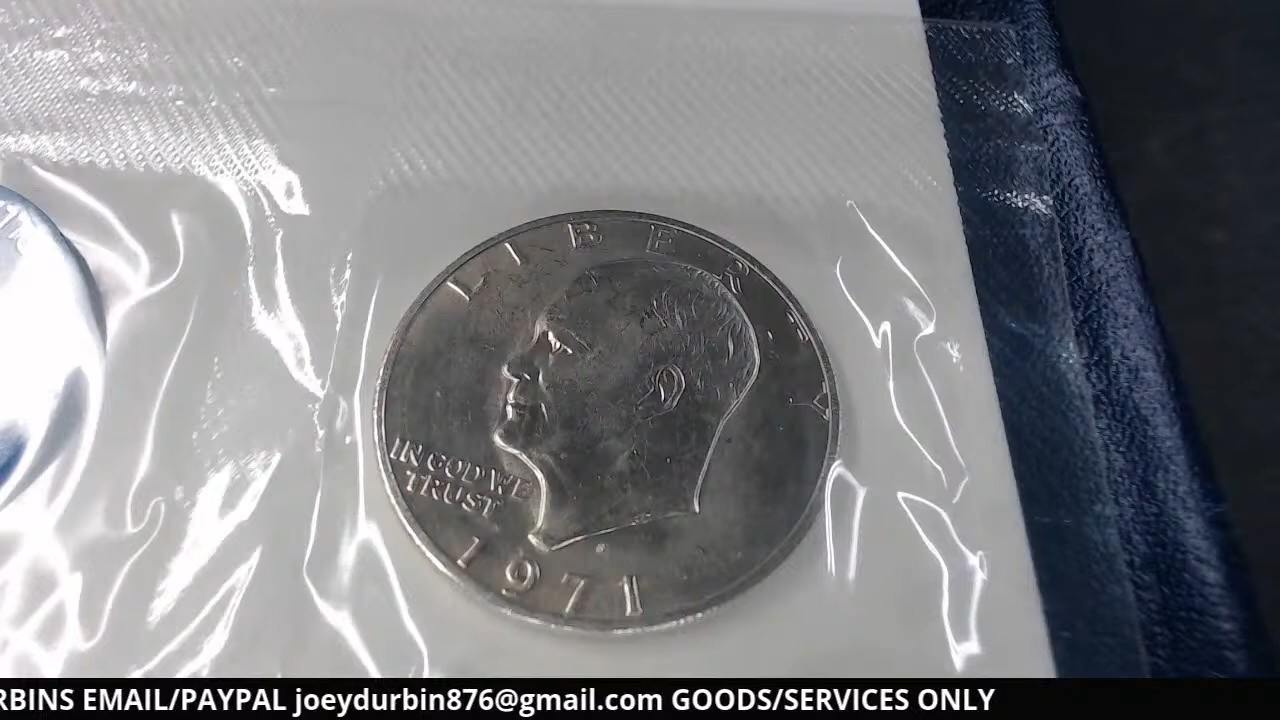 LIBERTY
IN GOD WE
TRUST
1971
RBINS EMAIL/PAYPAL joeydurbin876@gmail.com GOODS/SERVICES ONLY